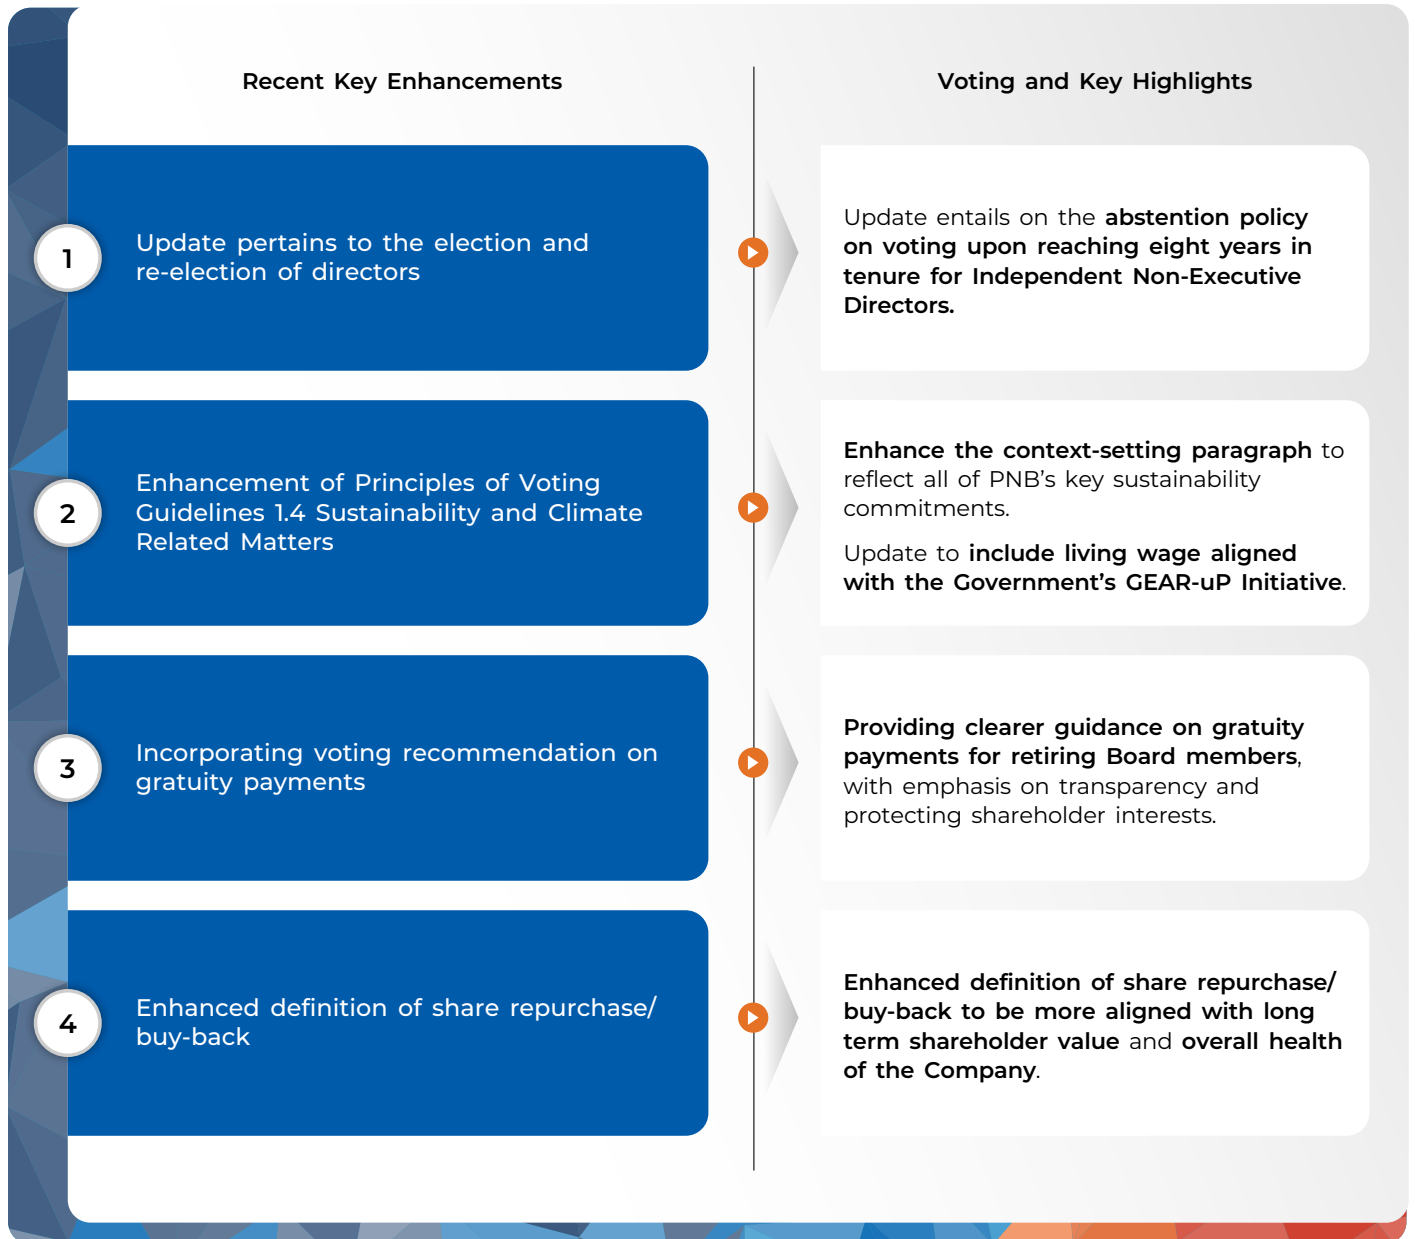 Recent Key Enhancements
Voting and Key Highlights
1
Update pertains to the election and
re-election of directors
Update entails on the abstention policy
on voting upon reaching eight years in
tenure for Independent Non-Executive
Directors.
2
Enhancement of Principles of Voting
Guidelines 1.4 Sustainability and Climate
Related Matters
Enhance the context-setting paragraph to
reflect all of PNB’s key sustainability
commitments.
Update to include living wage aligned
with the Government’s GEAR-uP Initiative.
3
Incorporating voting recommendation on
gratuity payments
Providing clearer guidance on gratuity
payments for retiring Board members,
with emphasis on transparency and
protecting shareholder interests.
4
Enhanced definition of share repurchase/
buy-back
Enhanced definition of share repurchase/
buy-back to be more aligned with long
term shareholder value and overall health
of the Company.